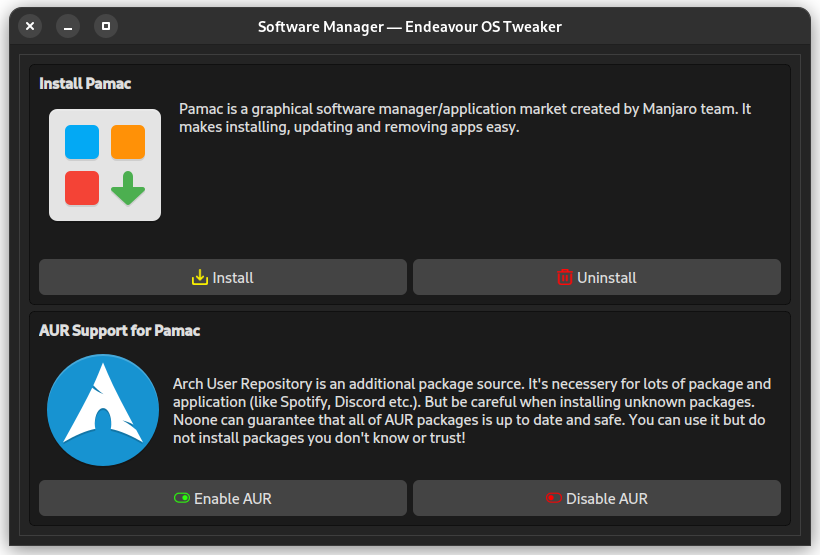 Software Manager — Endeavour OS Tweaker
Install Pamac
Pamac is a graphical software manager/application market created by Manjaro team. It
makes installing, updating and removing apps easy.
Install
Uninstall
AUR Support for Pamac
Arch User Repository is an additional package source. It's necessery for lots of package and
application (like Spotify, Discord etc.). But be careful when installing unknown packages.
Noone can guarantee that all of AUR packages is up to date and safe. You can use it but do
not install packages you don't know or trust!
Enable AUR
Disable AUR